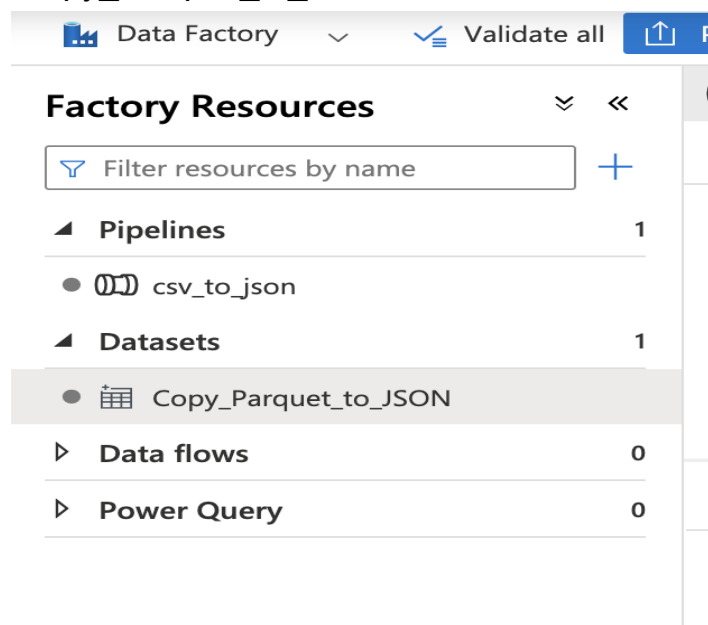 Data Factory Validate all
Factory Resources
Filter resources by name
Pipelines 1
csv_to_json
Datasets 1
Copy_Parquet_to_JSON
Data flows 0
Power Query 0